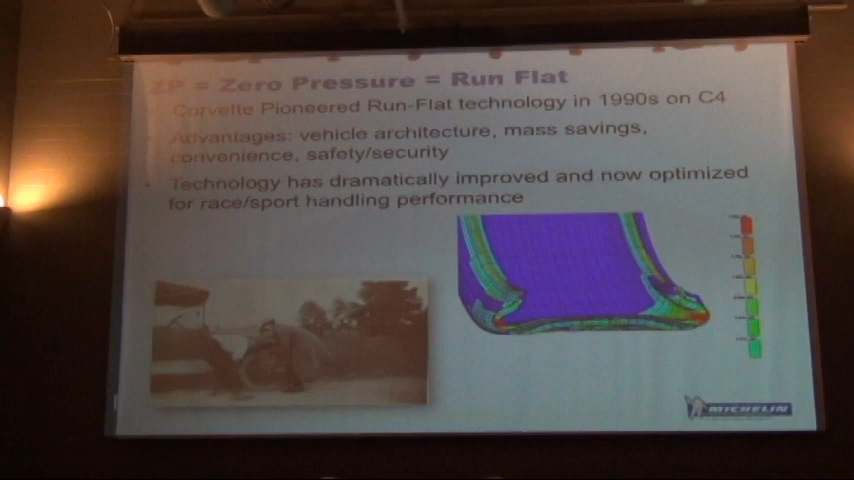 ZP = Zero Pressure = Run Flat
Corvette Pioneered Run-Flat technology in 1990s on C4
Advantages: vehicle architecture, mass savings,
convenience, safety/security
Technology has dramatically improved and now optimized
for race/sport handling performance
MICHELIN